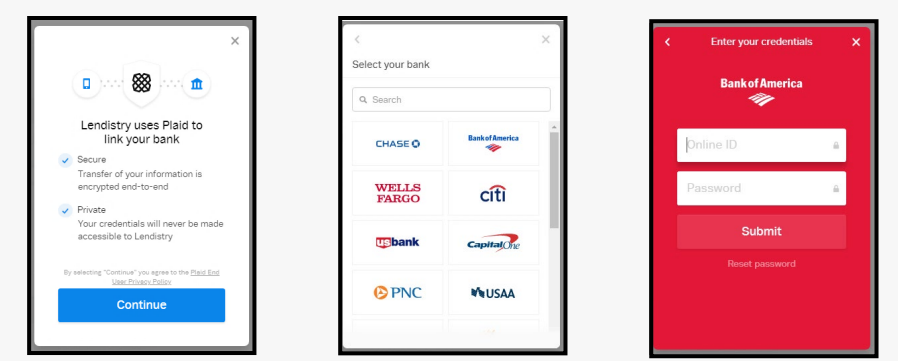 Lendistry uses Plaid to
link your bank
Secure
Transfer of your information is
encrypted end-to-end
Private
Your credentials will never be made
accessible to Lendistry
By selecting "Continue" you agree to the Plaid End
User Privacy Policy
Continue
Select your bank
Search
CHASE
Bank of America
WELLS
FARGO
citi
usbank
Capital One
PNC
USAA
Enter your credentials
Bank of America
Online ID
Password
Submit
Reset password